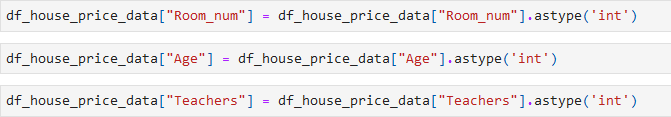 df_house_price_data["Room_num"] = df_house_price_data["Room_num"].astype('int')
df_house_price_data["Age"] = df_house_price_data["Age"].astype('int')
df_house_price_data["Teachers"] = df_house_price_data["Teachers"].astype('int')